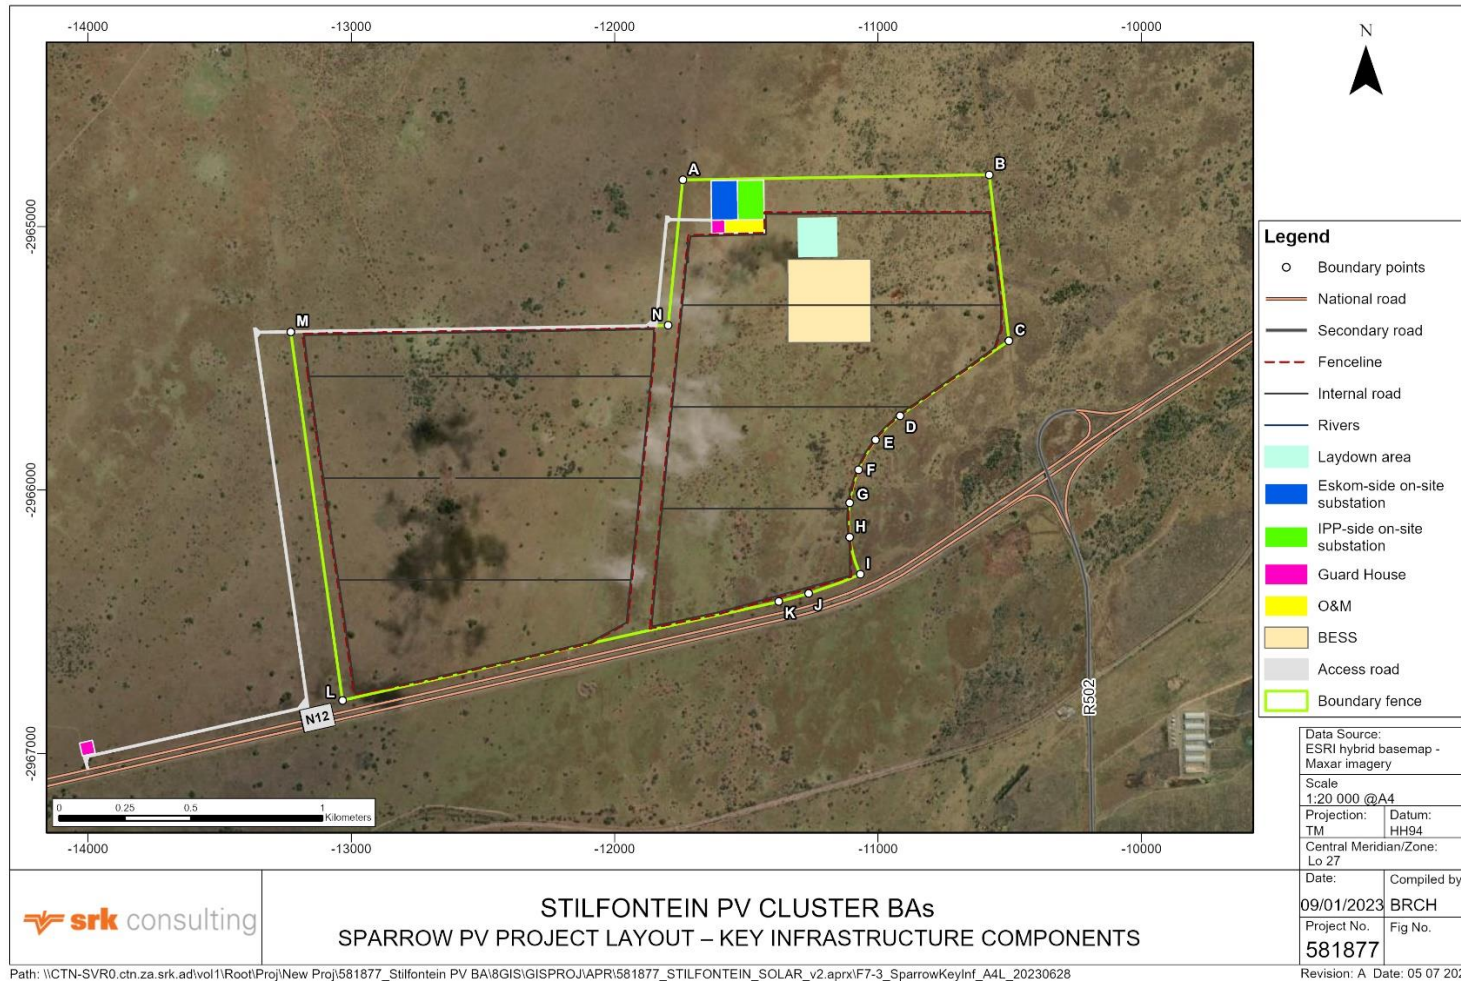 -14000
-13000
-12000
-11000
-10000
N
A
B
-2965000
N
C
M
D
E
F
-2966000
G
H
I
J
K
L
N12
R502
-2967000
0
0.25
0.5
1
Kilometers
-14000
-13000
-12000
-11000
-10000
Legend
Boundary points
National road
Secondary road
Fenceline
Internal road
Rivers
Laydown area
Eskom-side on-site
substation
IPP-side on-site
substation
Guard House
O&M
BESS
Access road
Boundary fence
Data Source:
ESRI hybrid basemap -
Maxar imagery
Scale
1:20 000 @A4
Projection:
TM
Datum:
HH94
Central Meridian/Zone:
Lo 27
Date:
09/01/2023
Compiled by
BRCH
Project No.
581877
Fig No.
srk consulting
STILFONTEIN PV CLUSTER BAs
SPARROW PV PROJECT LAYOUT – KEY INFRASTRUCTURE COMPONENTS
Path: \\CTN-SVR0.ctn.za.srk.ad\vol1\Root\Proj\New Proj\581877_Stilfontein PV BA\8GIS\GISPROJ\APR\581877_STILFONTEIN_SOLAR_v2.aprx\F7-3_SparrowKeyInf_A4L_20230628
Revision: A Date: 05 07 202